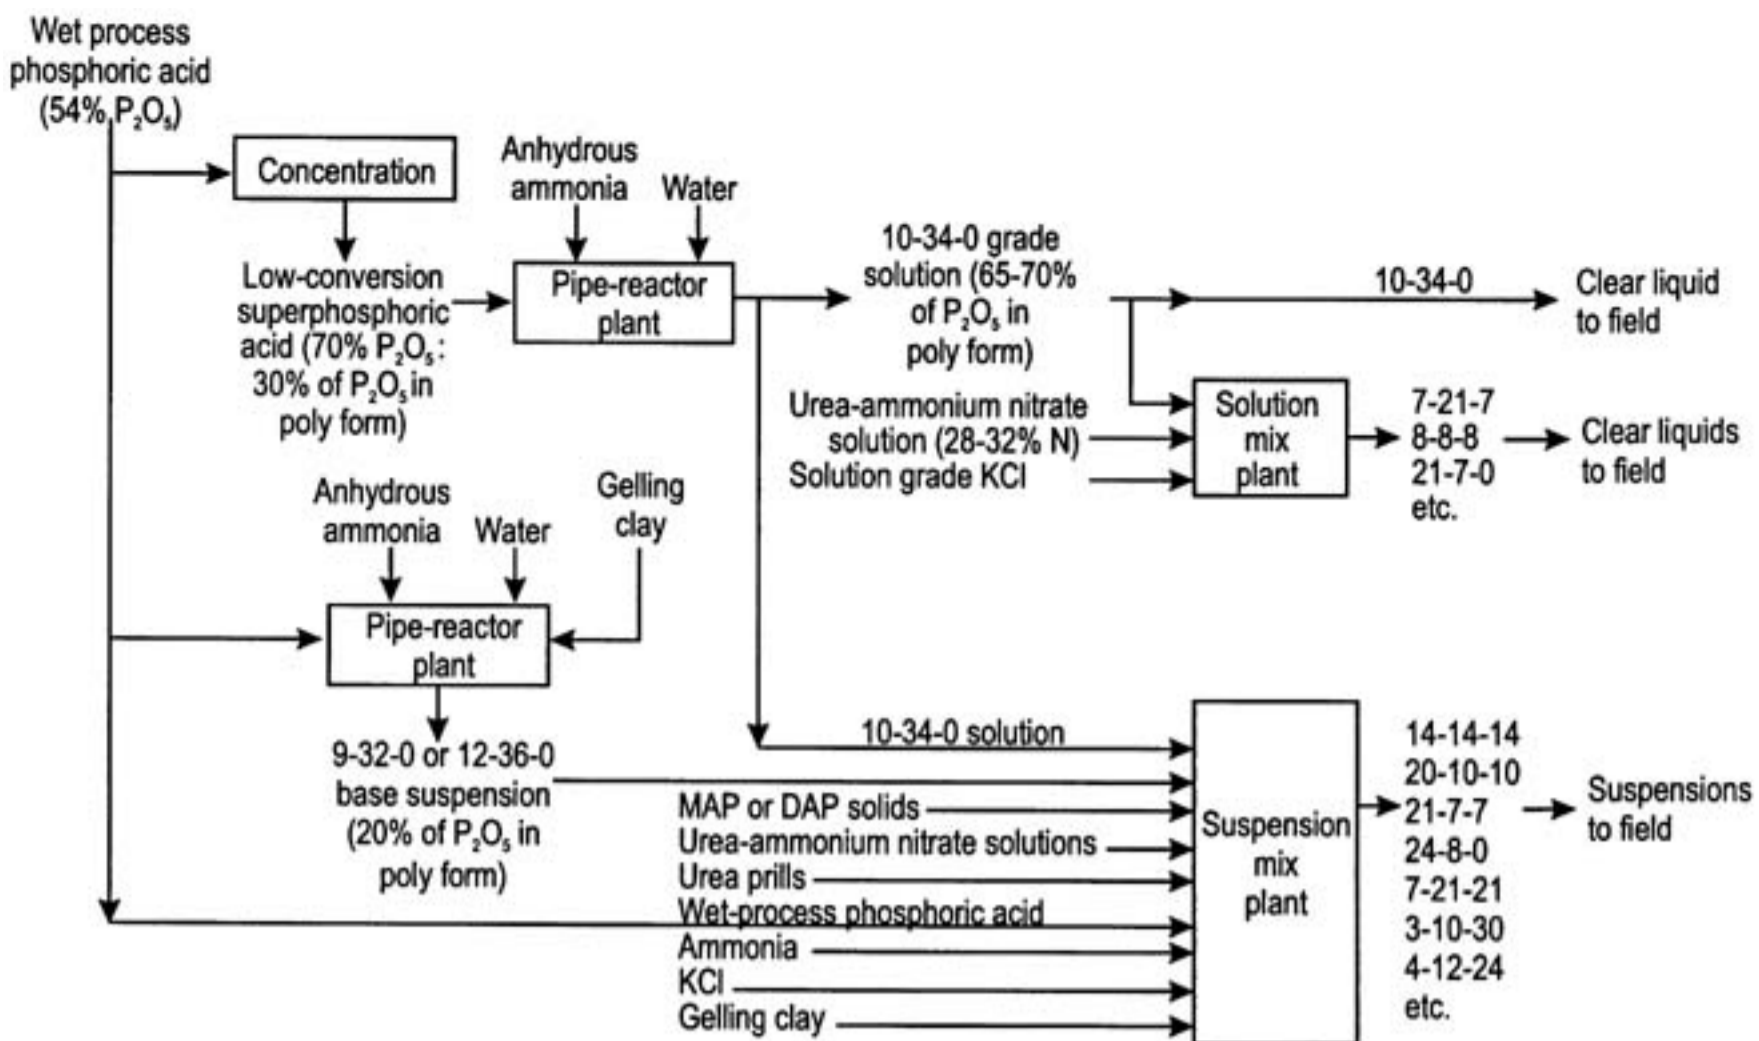 Wet process
phosphoric acid
(54% P₂O₅)
Concentration
Anhydrous
ammonia
Water
Low-conversion
superphosphoric
acid (70% P₂O₅:
30% of P₂O₅ in
poly form)
Pipe-reactor
plant
10-34-0 grade
solution (65-70%
of P₂O₅ in
poly form)
10-34-0
Clear liquid
to field
Urea-ammonium nitrate
solution (28-32% N)
Solution grade KCl
Solution
mix
plant
7-21-7
8-8-8
21-7-0
etc.
Clear liquids
to field
Anhydrous
ammonia
Water
Gelling
clay
Pipe-reactor
plant
9-32-0 or 12-36-0
base suspension
(20% of P₂O₅ in
poly form)
10-34-0 solution
MAP or DAP solids
Urea-ammonium nitrate solutions
Urea prills
Wet-process phosphoric acid
Ammonia
KCl
Gelling clay
Suspension
mix
plant
14-14-14
20-10-10
21-7-7
24-8-0
7-21-21
3-10-30
4-12-24
etc.
Suspensions
to field